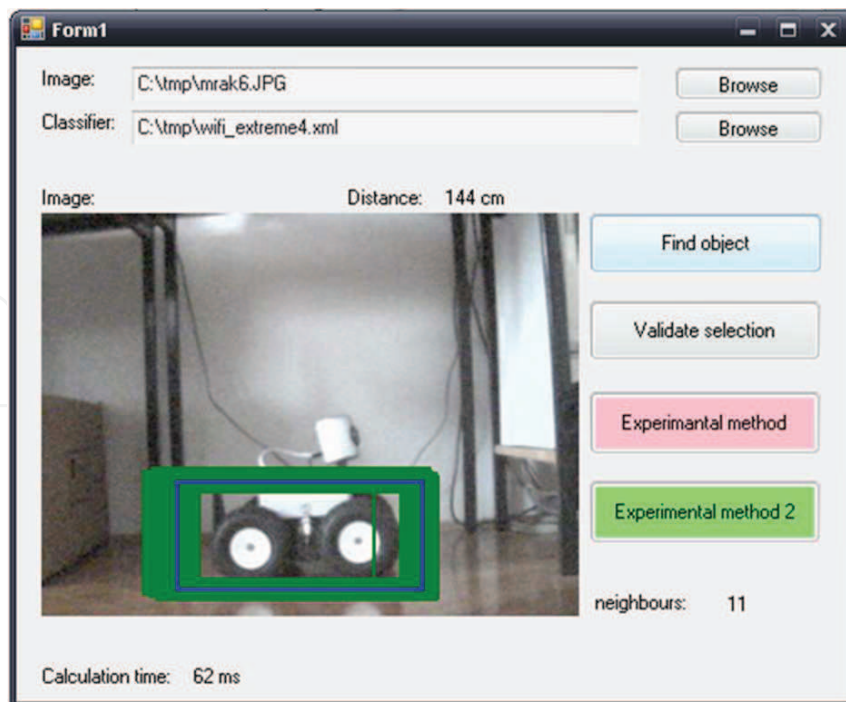 Form1
Image: C:\tmp\mrak6.JPG Browse
Classifier: C:\tmp\wifi_extreme4.xml Browse
Image: Distance: 144 cm
Find object
Validate selection
Experimantal method
Experimental method 2
neighbours: 11
Calculation time: 62 ms